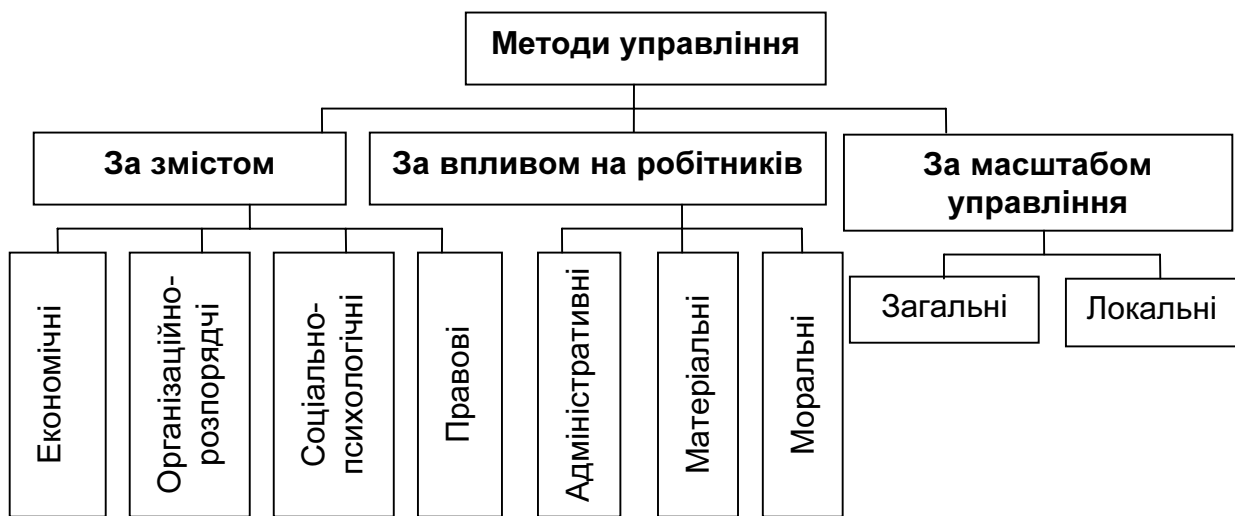 Методи управління
За змістом
За впливом на робітників
За масштабом
управління
Економічні
Організаційно-
розпорядчі
Соціально-
психологічні
Правові
Адміністративні
Матеріальні
Моральні
Загальні
Локальні